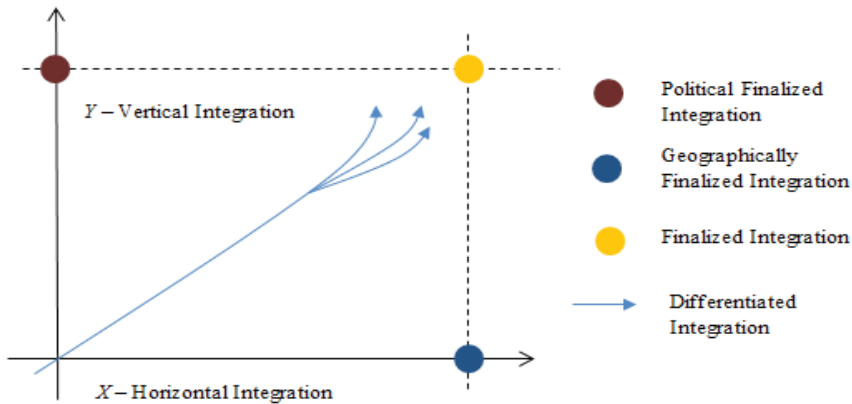 Y – Vertical Integration
X – Horizontal Integration
Political Finalized
Integration
Geographically
Finalized Integration
Finalized Integration
Differentiated
Integration